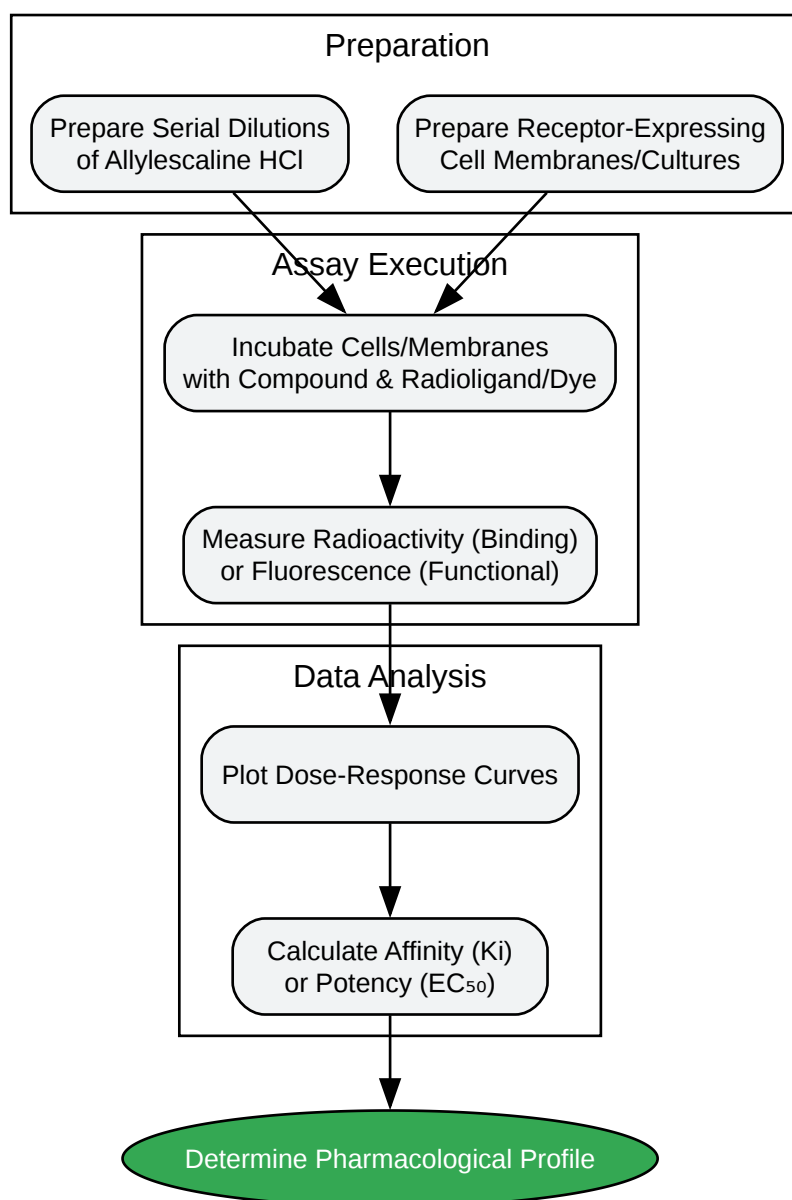 Preparation
Prepare Serial Dilutions
of Allylescaline HCl
Prepare Receptor-Expressing
Cell Membranes/Cultures
Assay Execution
Incubate Cells/Membranes
with Compound & Radioligand/Dye
Measure Radioactivity (Binding)
or Fluorescence (Functional)
Data Analysis
Plot Dose-Response Curves
Calculate Affinity (Ki)
or Potency (EC₅₀)
Determine Pharmacological Profile